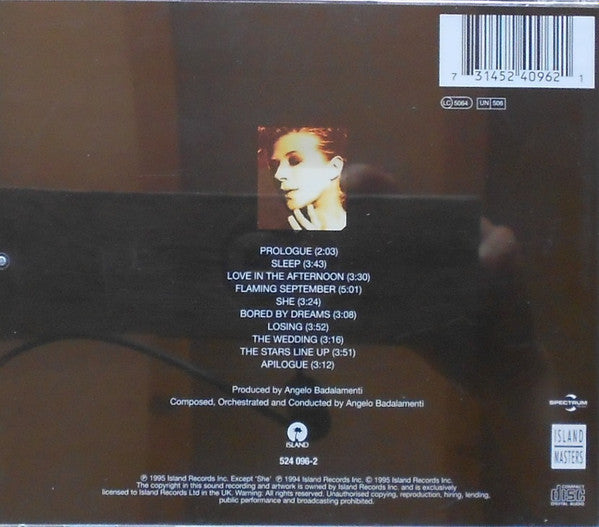 7 31452 40962 1
LC 5064 UN 506
PROLOGUE (2:03)
SLEEP (3:43)
LOVE IN THE AFTERNOON (3:30)
FLAMING SEPTEMBER (5:01)
SHE (3:24)
BORED BY DREAMS (3:08)
LOSING (3:52)
THE WEDDING (3:16)
THE STARS LINE UP (3:51)
APILOGUE (3:12)
Produced by Angelo Badalamenti
Composed, Orchestrated and Conducted by Angelo Badalamenti
SPECTRUM
ISLAND
ISLAND
MASTERS
524 096-2
℗ 1995 Island Records Inc. Except 'She' ℗ 1994 Island Records Inc. © 1995 Island Records Inc.
The copyright in this sound recording and artwork is owned by Island Records Inc. and is exclusively
licensed to Island Records Ltd in the UK. Warning: All rights reserved. Unauthorised copying, reproduction, hiring, lending,
public performance and broadcasting prohibited.
COMPACT
disc
DIGITAL AUDIO